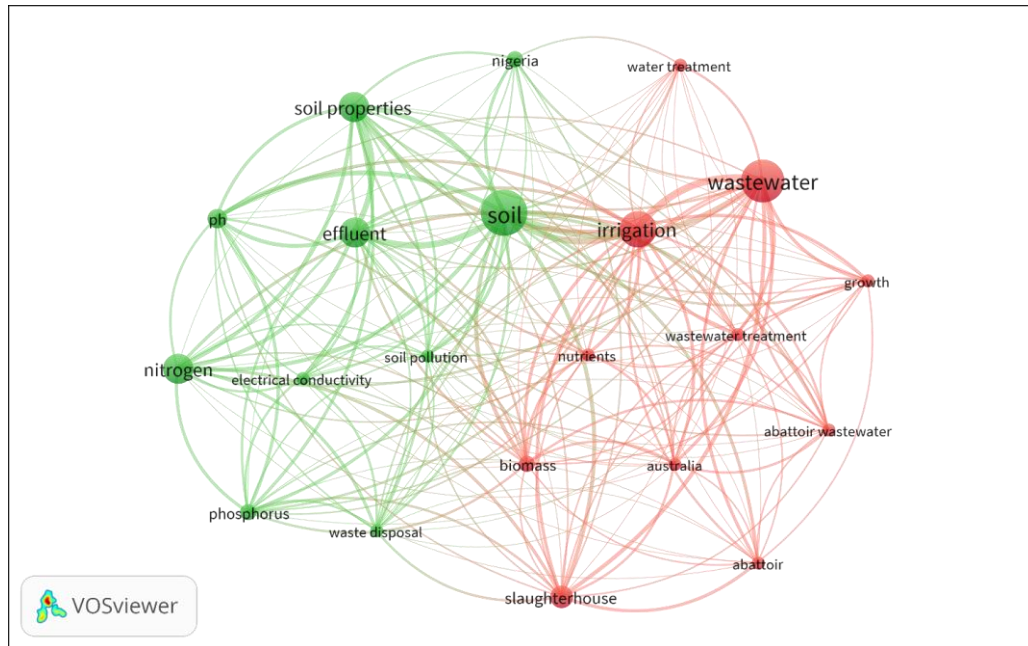 nigeria
water treatment
soil properties
wastewater
soil
ph
effluent
irrigation
growth
wastewater treatment
soil pollution
nutrients
nitrogen
electrical conductivity
abattoir wastewater
biomass
australia
phosphorus
waste disposal
abattoir
slaughterhouse
VOSviewer